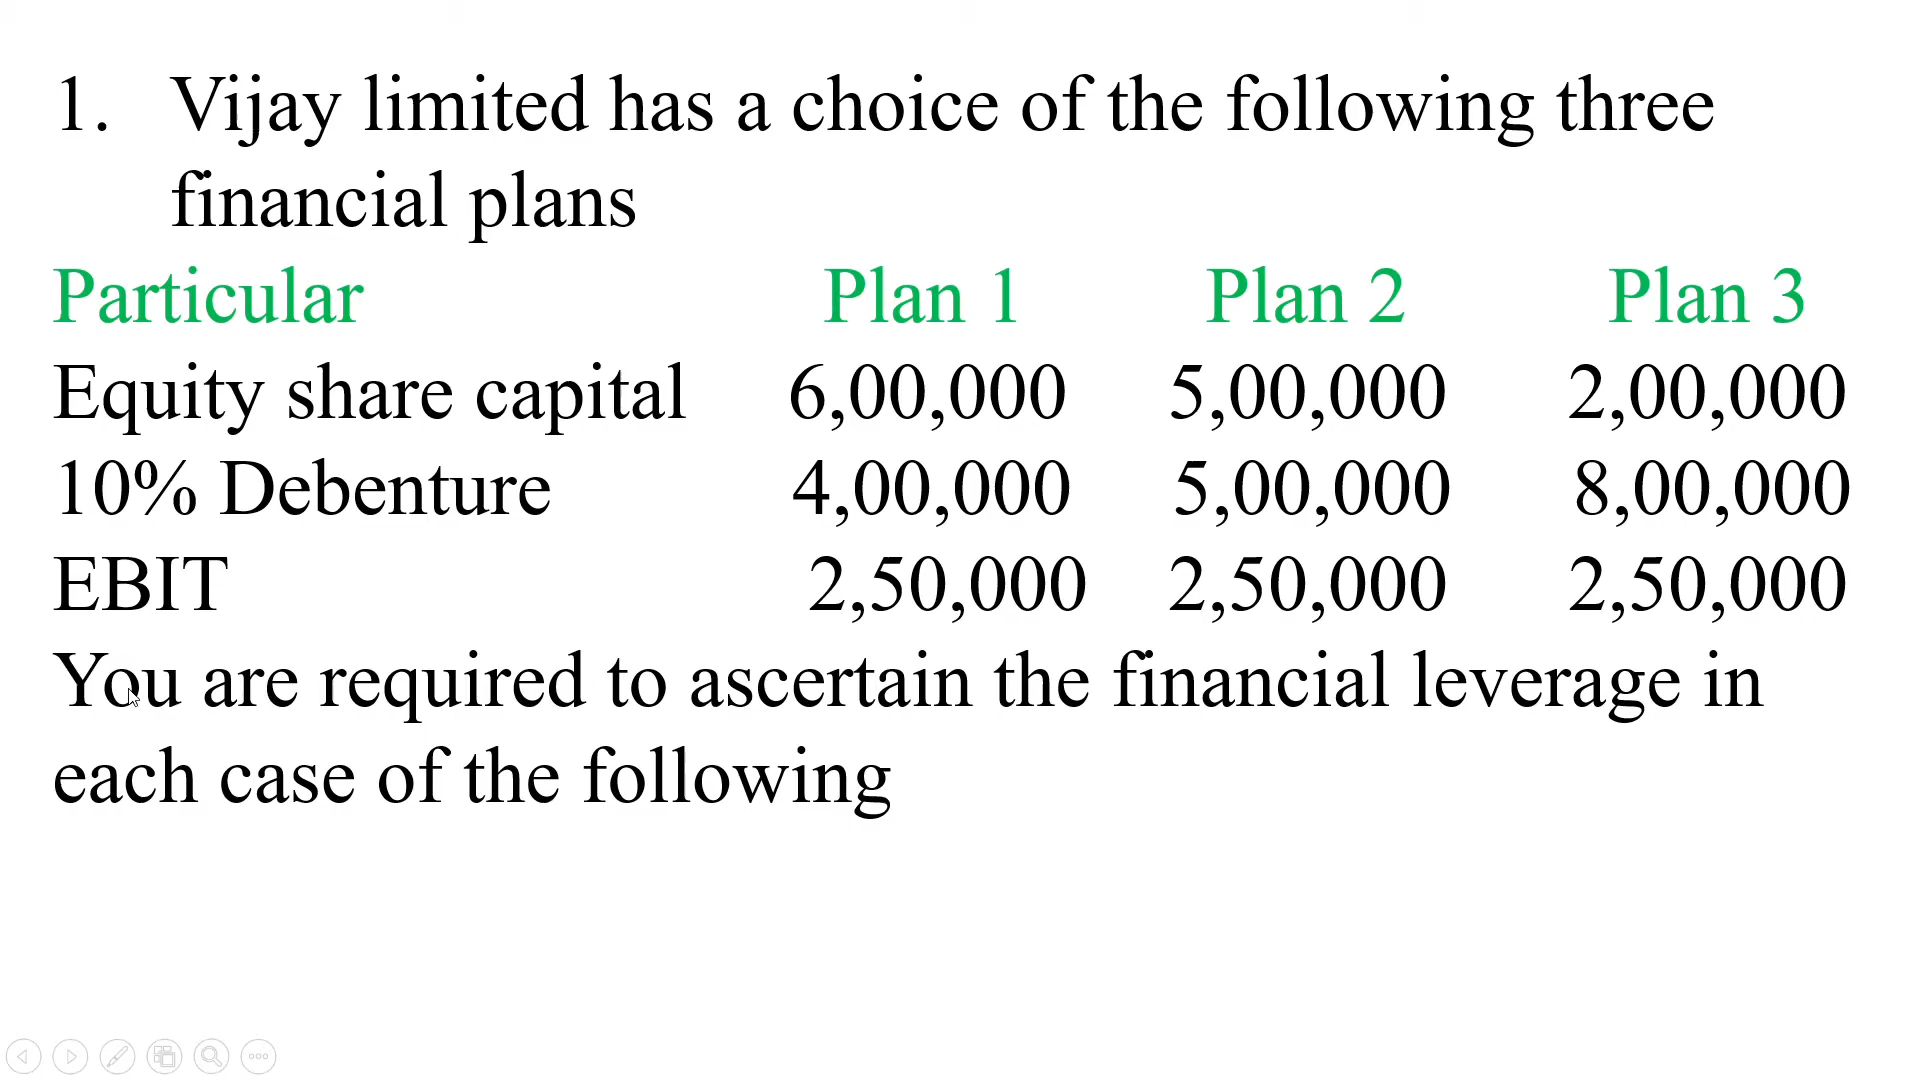 1. Vijay limited has a choice of the following three
financial plans
Particular Plan 1 Plan 2 Plan 3
Equity share capital 6,00,000 5,00,000 2,00,000
10% Debenture 4,00,000 5,00,000 8,00,000
EBIT 2,50,000 2,50,000 2,50,000
You are required to ascertain the financial leverage in
each case of the following